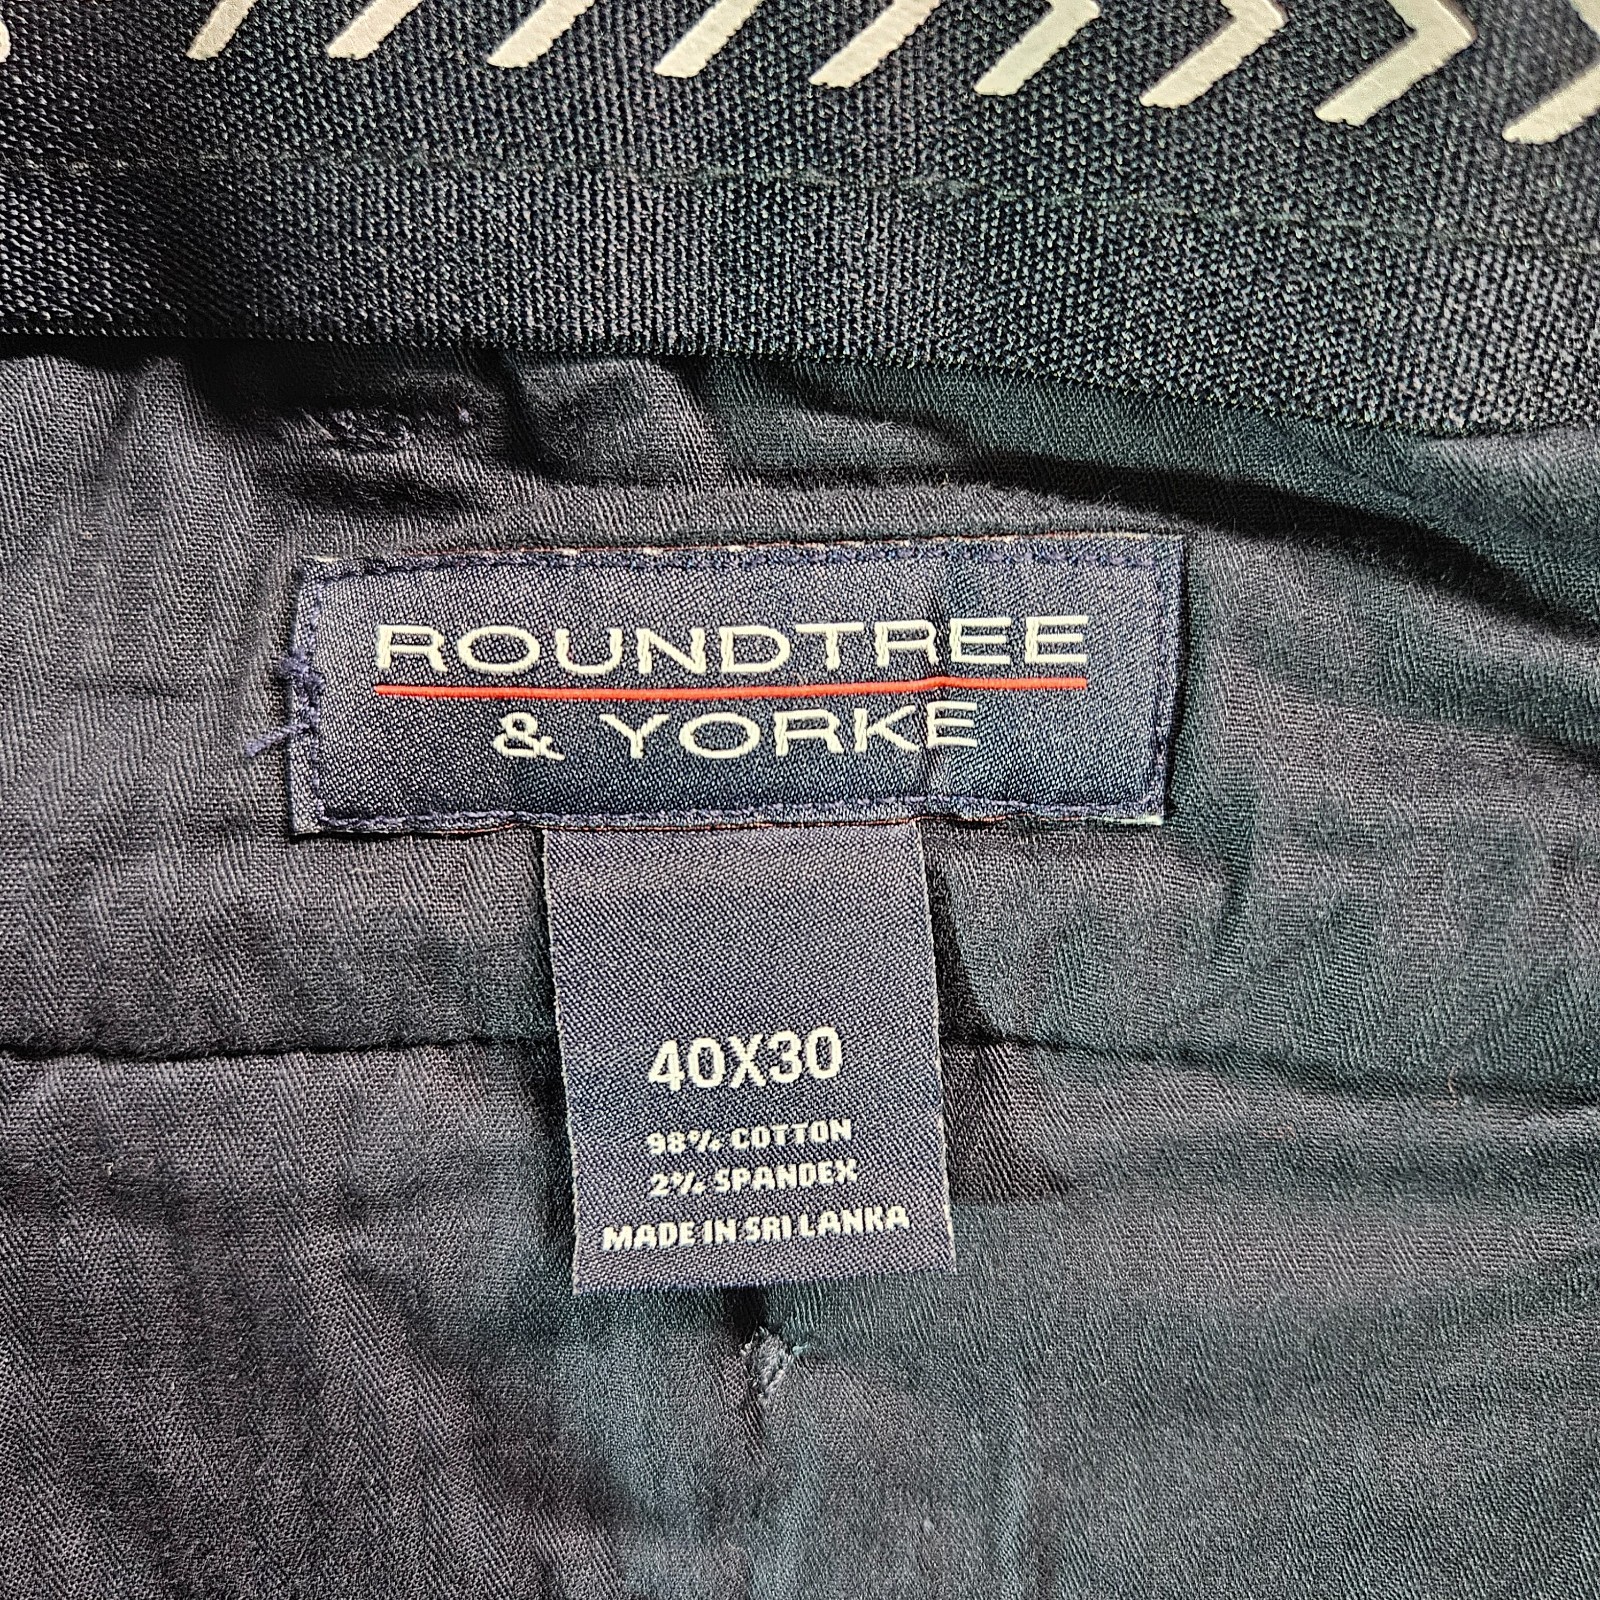 ROUNDTREE
& YORKE
40X30
98% COTTON
2% SPANDEX
MADE IN SRI LANKA